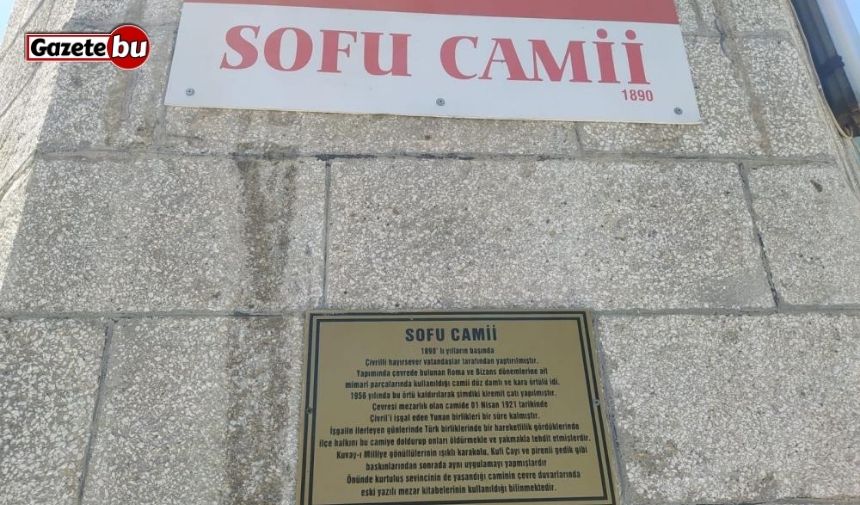 Gazetebu
SOFU CAMİİ
1890
SOFU CAMİİ
1890' lı yılların başında
Çivrilli hayırsever vatandaşlar tarafından yaptırılmıştır.
Yapımında çevrede bulunan Roma ve Bizans dönemlerine ait
mimari parçalarında kullanıldığı camii düz damlı ve kara örtülü idi.
1956 yılında bu örtü kaldırılarak şimdiki kiremit çatı yapılmıştır.
Çevresi mezarlık olan camide 01 Nisan 1921 tarihinde
Çivril'i işgal eden Yunan birlikleri bir süre kalmıştır.
İşgalin ilerleyen günlerinde Türk birliklerinde bir hareketlilik gördüklerinde
ilçe halkını bu camiye doldurup onları öldürmekle ve yakmakla tehdit etmişlerdir.
Kuvay-ı Milliye gönüllülerinin ışıklı karakolu, Kufi Çayı ve pirenli gedik gibi
baskınlarından sonrada aynı uygulamayı yapmışlardır
Önünde kurtuluş sevincinin de yaşandığı caminin çevre duvarlarında
eski yazılı mezar kitabelerinin kullanıldığı bilinmektedir.